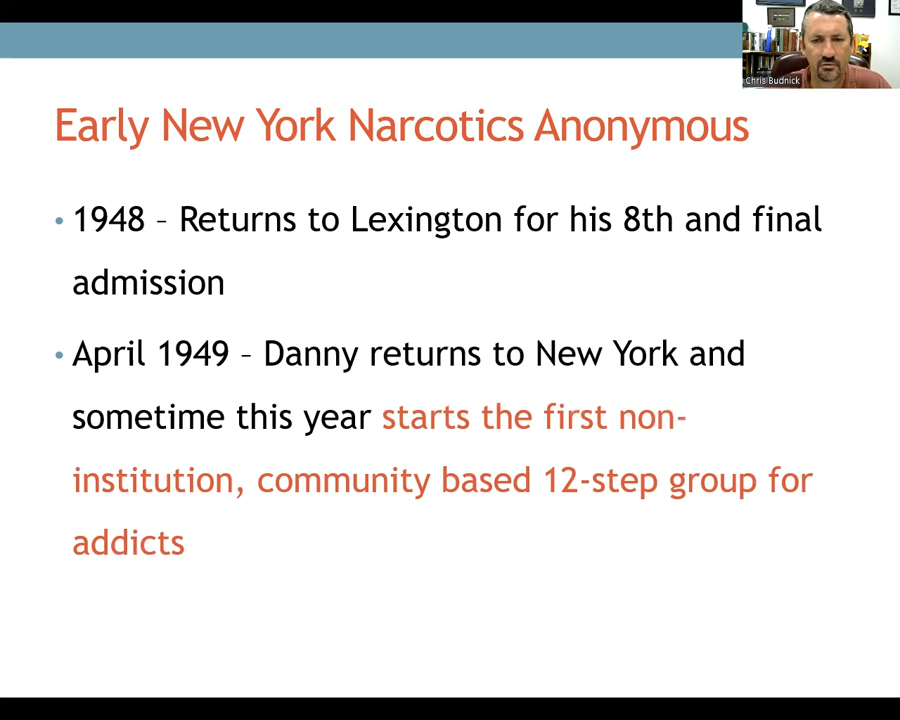 Chris Budnick
Early New York Narcotics Anonymous
• 1948 – Returns to Lexington for his 8th and final
admission
• April 1949 – Danny returns to New York and
sometime this year starts the first non-
institution, community based 12-step group for
addicts